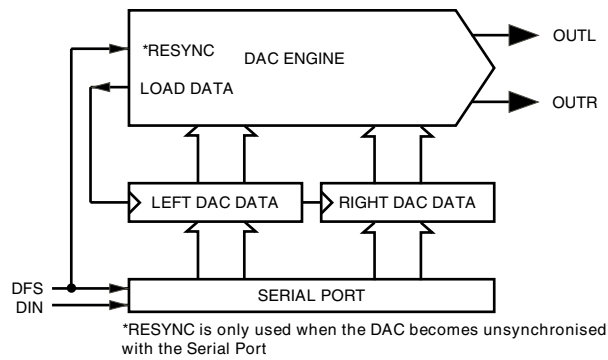 *RESYNC
DAC ENGINE
OUTL
LOAD DATA
OUTR
LEFT DAC DATA
RIGHT DAC DATA
DFS
DIN
SERIAL PORT
*RESYNC is only used when the DAC becomes unsynchronised
with the Serial Port